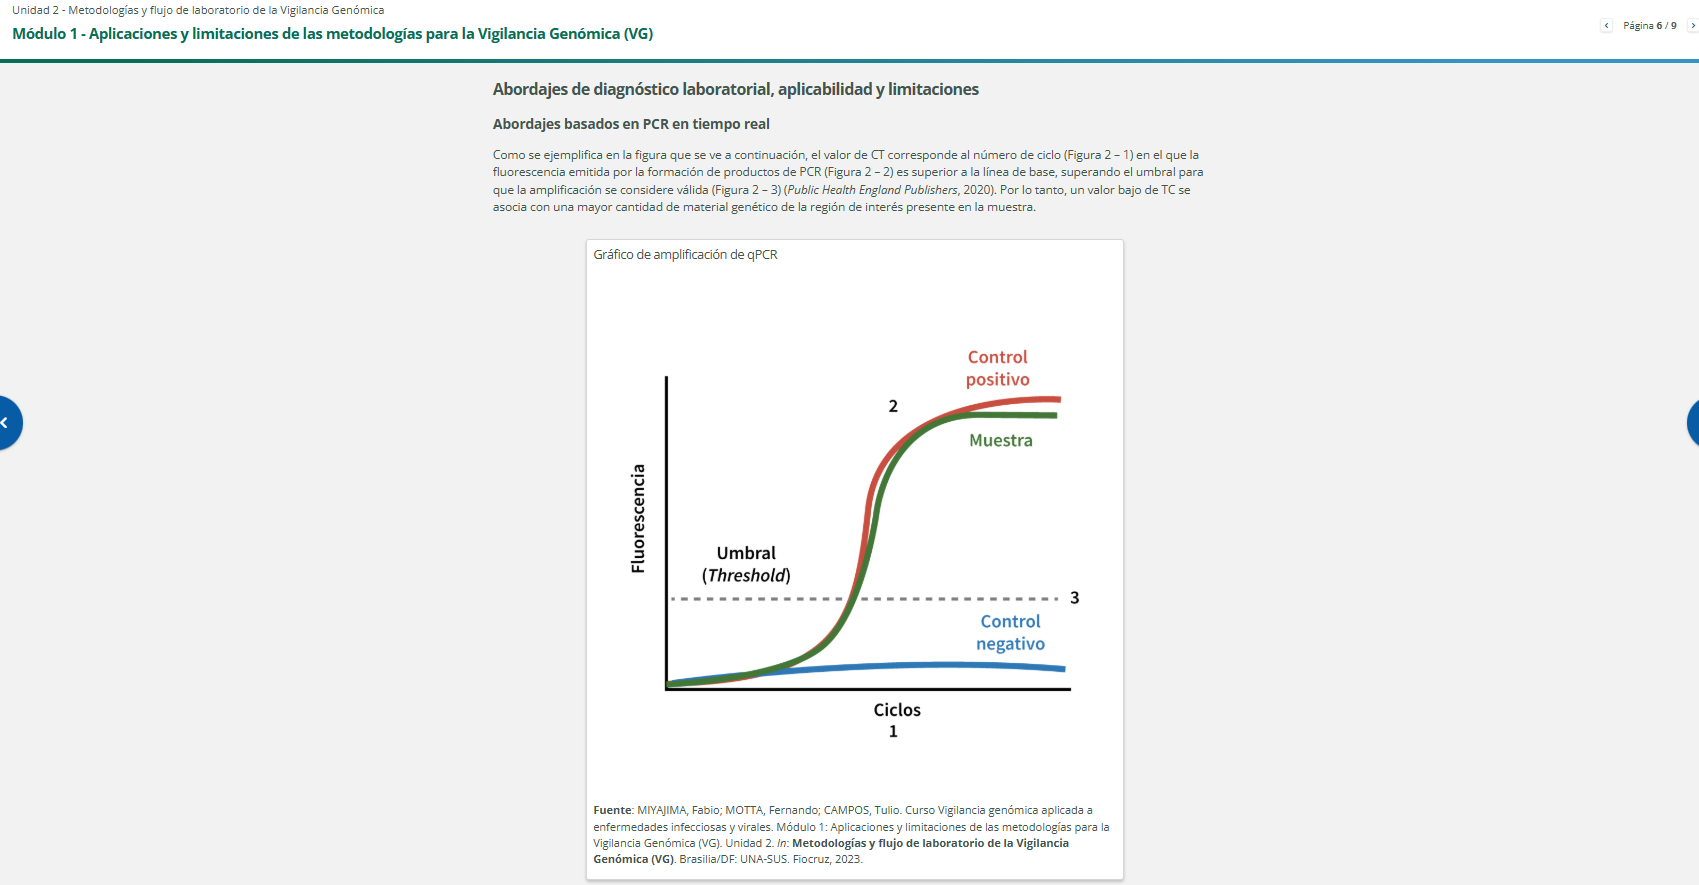 Unidad 2 - Metodologías y flujo de laboratorio de la Vigilancia Genómica
Módulo 1 - Aplicaciones y limitaciones de las metodologías para la Vigilancia Genómica (VG)
Página 6 / 9
Abordajes de diagnóstico laboratorial, aplicabilidad y limitaciones
Abordajes basados en PCR en tiempo real
Como se ejemplifica en la figura que se ve a continuación, el valor de CT corresponde al número de ciclo (Figura 2 – 1) en el que la
fluorescencia emitida por la formación de productos de PCR (Figura 2 – 2) es superior a la línea de base, superando el umbral para
que la amplificación se considere válida (Figura 2 – 3) (Public Health England Publishers, 2020). Por lo tanto, un valor bajo de TC se
asocia con una mayor cantidad de material genético de la región de interés presente en la muestra.
Gráfico de amplificación de qPCR
Control
positivo
2
Muestra
Fluorescencia
Umbral
(Threshold)
3
Control
negativo
Ciclos
1
Fuente: MIYAJIMA, Fabio; MOTTA, Fernando; CAMPOS, Tulio. Curso Vigilancia genómica aplicada a
enfermedades infecciosas y virales. Módulo 1: Aplicaciones y limitaciones de las metodologías para la
Vigilancia Genómica (VG). Unidad 2. In: Metodologías y flujo de laboratorio de la Vigilancia
Genómica (VG). Brasilia/DF: UNA-SUS. Fiocruz, 2023.